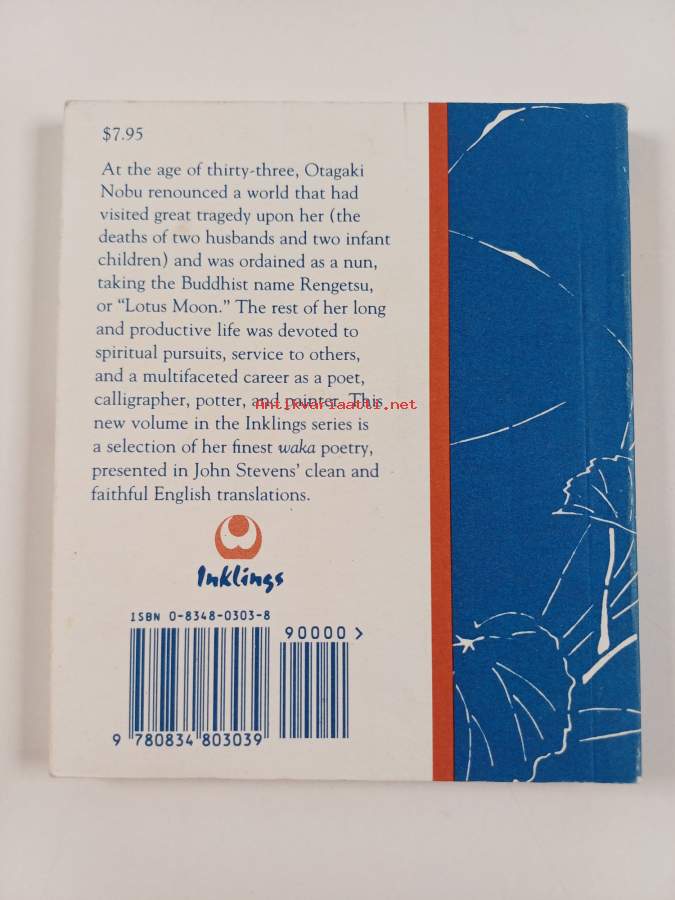 $7.95
At the age of thirty-three, Otagaki
Nobu renounced a world that had
visited great tragedy upon her (the
deaths of two husbands and two infant
children) and was ordained as a nun,
taking the Buddhist name Rengetsu,
or “Lotus Moon.” The rest of her long
and productive life was devoted to
spiritual pursuits, service to others,
and a multifaceted career as a poet,
calligrapher, potter, and painter. This
Antikvariaatti.net
new volume in the Inklings series is
a selection of her finest waka poetry,
presented in John Stevens’ clean and
faithful English translations.
Inklings
ISBN 0-8348-0303-8
90000>
9 780834 803039